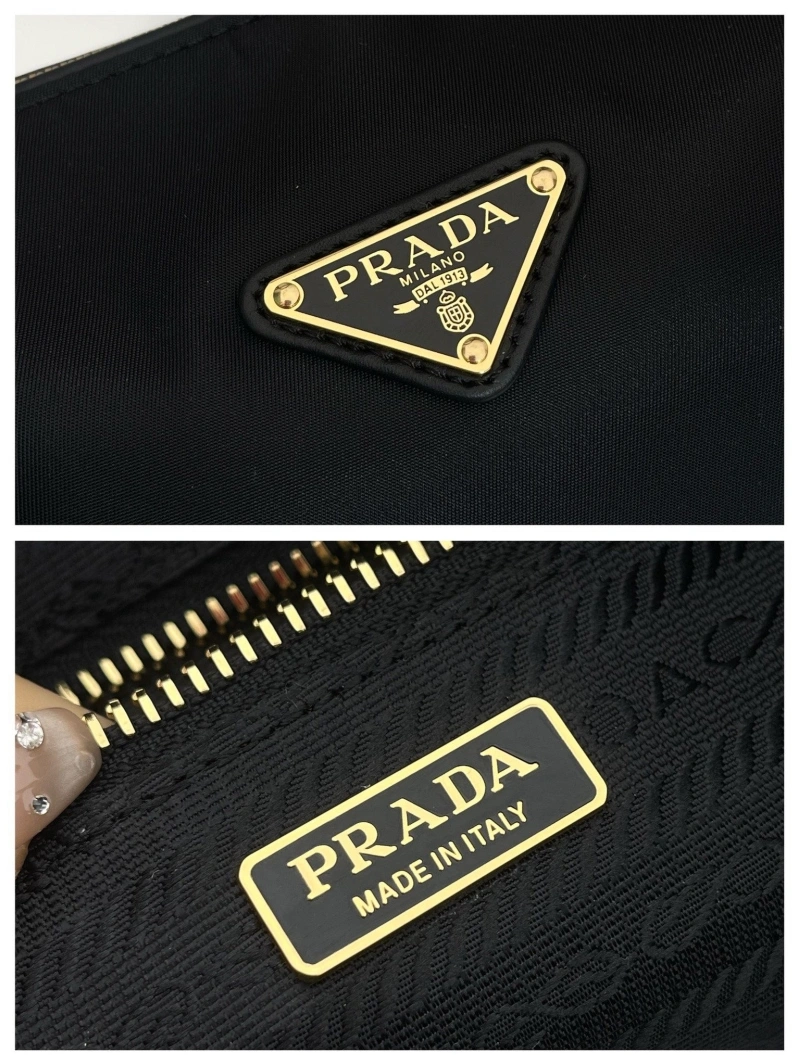 PRADA
MILANO
DAL 1913
PRADA
MADE IN ITALY